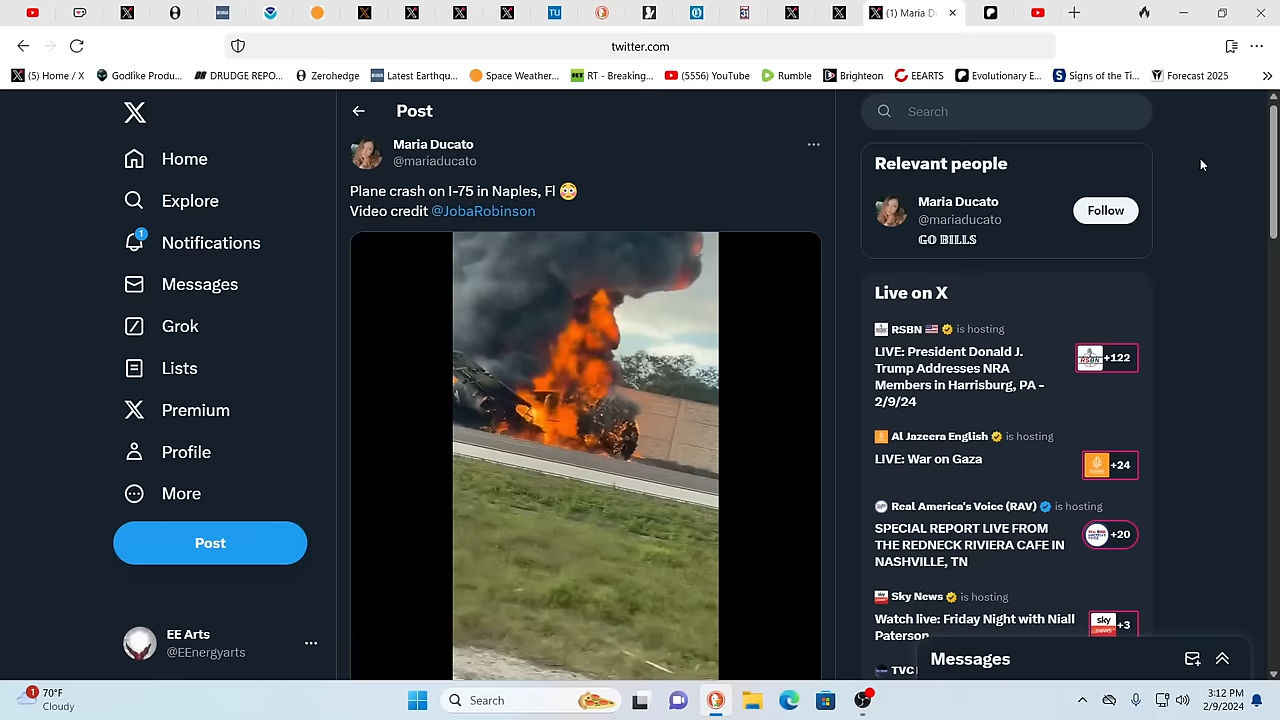 (1) Maria D
twitter.com
(5) Home / X
Godlike Produ...
DRUDGE REPO...
Zerohedge
Latest Earthqu...
Space Weather...
RT - Breaking...
(5556) YouTube
Rumble
Brighteon
EEARTS
Evolutionary E...
Signs of the Ti...
Forecast 2025
Home
Explore
1
Notifications
Messages
Grok
Lists
Premium
Profile
More
Post
EE Arts
@EEnergyarts
Post
Maria Ducato
@mariaducato
Plane crash on I-75 in Naples, Fl 😳
Video credit @JobaRobinson
Search
Relevant people
Maria Ducato
@mariaducato
Follow
GO BILLS
Live on X
RSBN 🇺🇸 is hosting
LIVE: President Donald J.
Trump Addresses NRA
Members in Harrisburg, PA -
2/9/24
RSBN
+122
Al Jazeera English is hosting
LIVE: War on Gaza
+24
Real America's Voice (RAV) is hosting
SPECIAL REPORT LIVE FROM
THE REDNECK RIVIERA CAFE IN
NASHVILLE, TN
+20
Sky News is hosting
Watch live: Friday Night with Niall
Paterson
sky
news
+3
TVC
Messages
1
70°F
Cloudy
Search
3:12 PM
2/9/2024